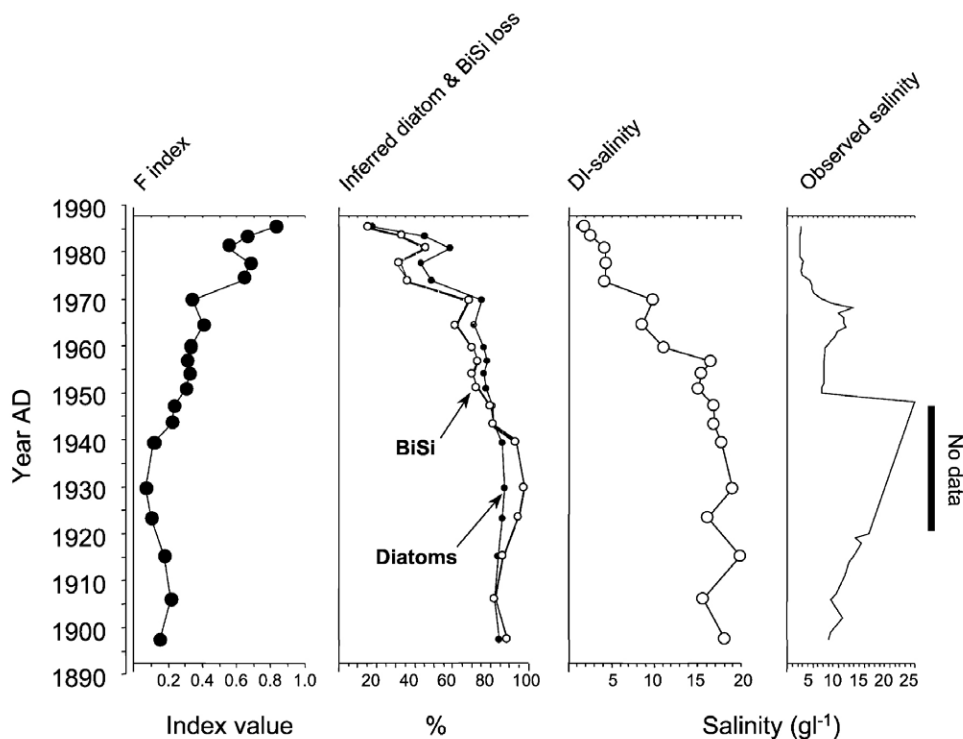 F index
Inferred diatom & BiSi loss
DI-salinity
Observed salinity
Year AD
1990
1980
1970
1960
1950
1940
1930
1920
1910
1900
1890
BiSi
Diatoms
No data
0.2 0.4 0.6 0.8 1.0
20 40 60 80 100
5 10 15 20
5 10 15 20 25
Index value
%
Salinity (gl-1)